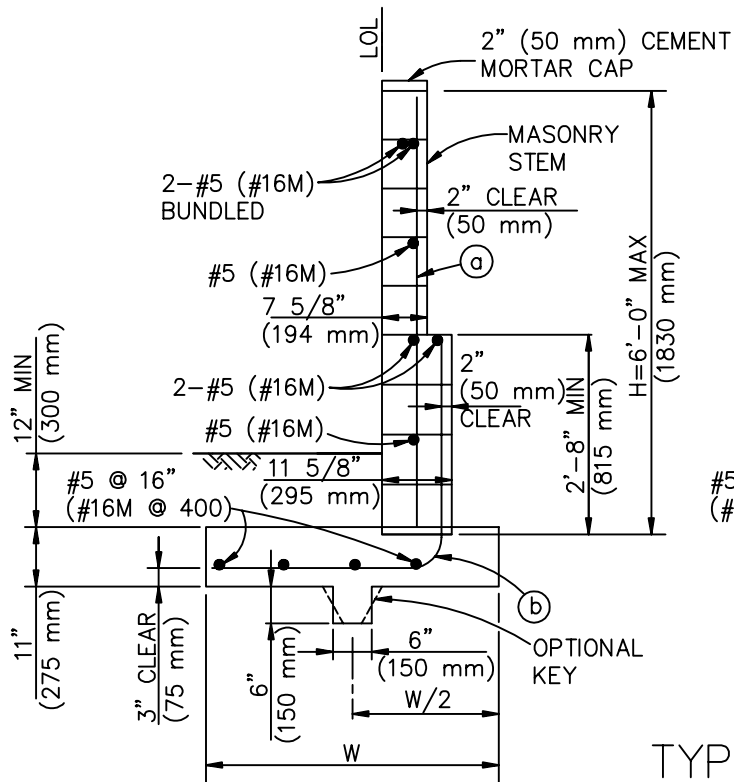 LOL
2" (50 mm) CEMENT
MORTAR CAP
MASONRY
STEM
2-#5 (#16M)
BUNDLED
2" CLEAR
(50 mm)
#5 (#16M)
a
7 5/8"
(194 mm)
H=6'-0" MAX
(1830 mm)
2-#5 (#16M)
2"
(50 mm)
CLEAR
12" MIN
(300 mm)
#5 (#16M)
2'-8" MIN
(815 mm)
11 5/8"
(295 mm)
#5 @ 16"
(#16M @ 400)
#5
(#
b
11"
(275 mm)
3" CLEAR
(75 mm)
6"
(150 mm)
6"
(150 mm)
OPTIONAL
KEY
W/2
W
TYP